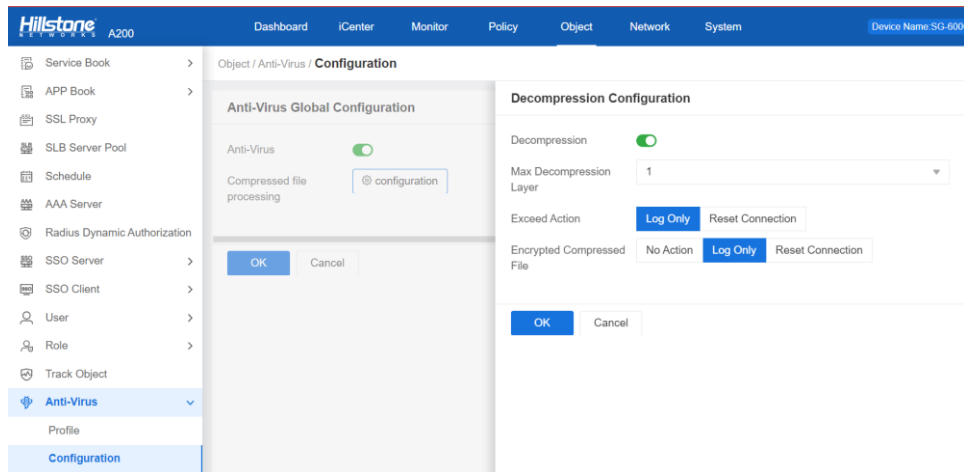 Hillstone
NETWORKS A200
Dashboard iCenter Monitor Policy Object Network System
Service Book
APP Book
SSL Proxy
SLB Server Pool
Schedule
AAA Server
Radius Dynamic Authorization
SSO Server
SSO Client
User
Role
Track Object
Anti-Virus
Profile
Configuration
Object / Anti-Virus / Configuration
Anti-Virus Global Configuration
Anti-Virus
Compressed file
processing
configuration
OK Cancel
Decompression Configuration
Decompression
Max Decompression
Layer
1
Exceed Action Log Only Reset Connection
Encrypted Compressed
File
No Action Log Only Reset Connection
OK Cancel